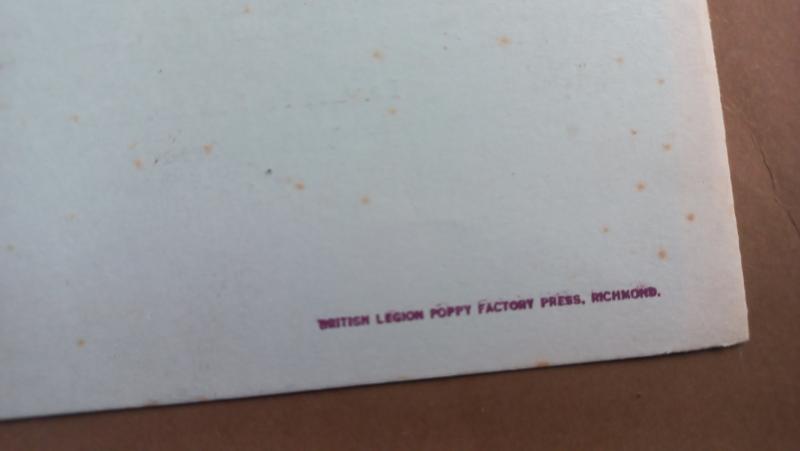 BRITISH LEGION POPPY FACTORY PRESS, RICHMOND.